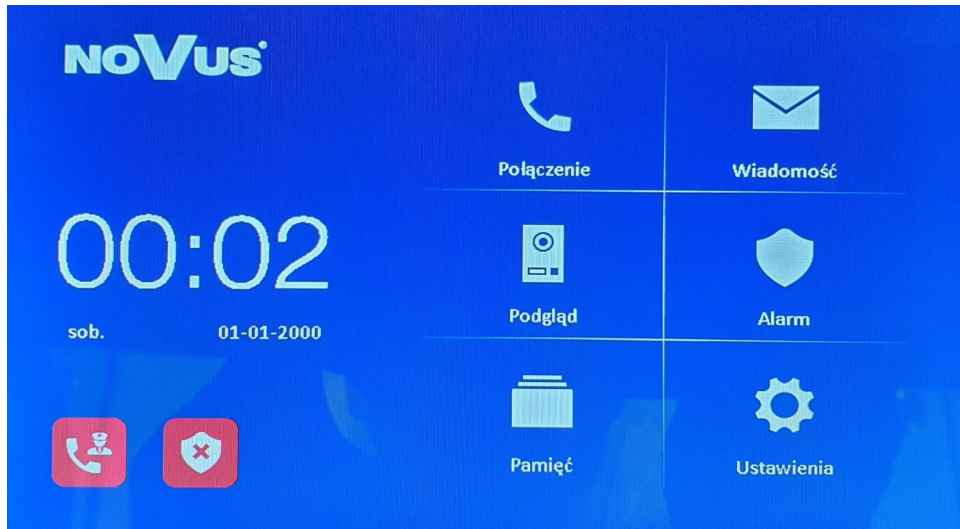 NOVUS®
Połączenie
Wiadomość
00:02
sob. 01-01-2000
Podgląd
Alarm
Pamięć
Ustawienia